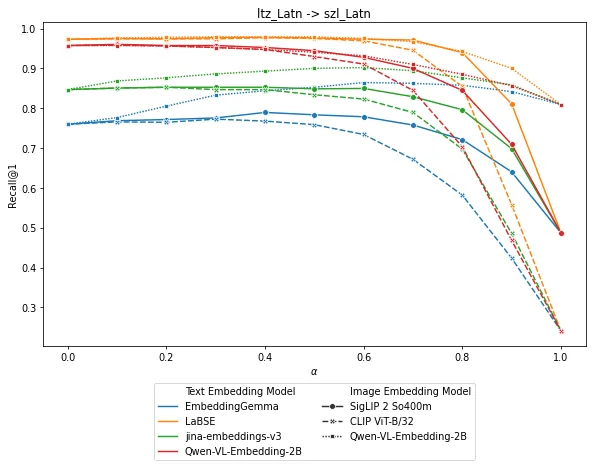 ltz_Latn -> szl_Latn
Recall@1
1.0
0.9
0.8
0.7
0.6
0.5
0.4
0.3
0.0 0.2 0.4 0.6 0.8 1.0
α
Text Embedding Model Image Embedding Model
EmbeddingGemma SigLIP 2 So400m
LaBSE CLIP ViT-B/32
jina-embeddings-v3 Qwen-VL-Embedding-2B
Qwen-VL-Embedding-2B